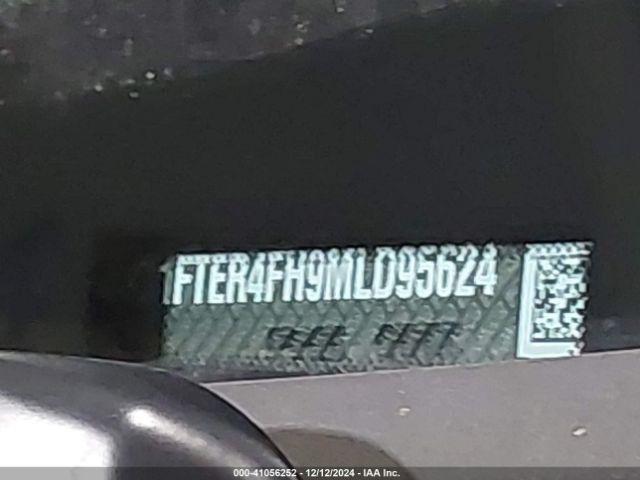 1FTER4FH9MLD95624
000-41056252 - 12/12/2024 - IAA Inc.